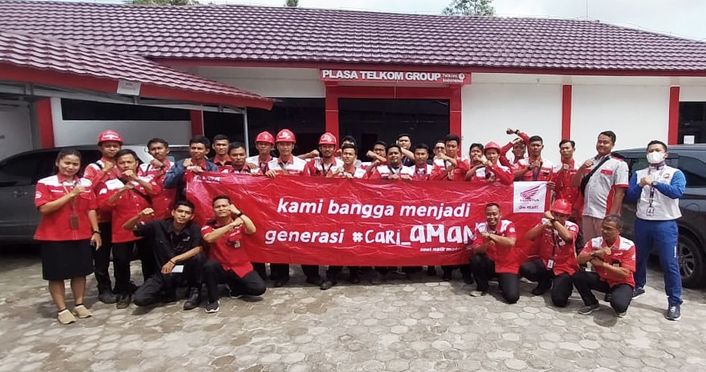 PLASA TELKOM GROUP
kami bangga menjadi
generasi #Cari_AMAN